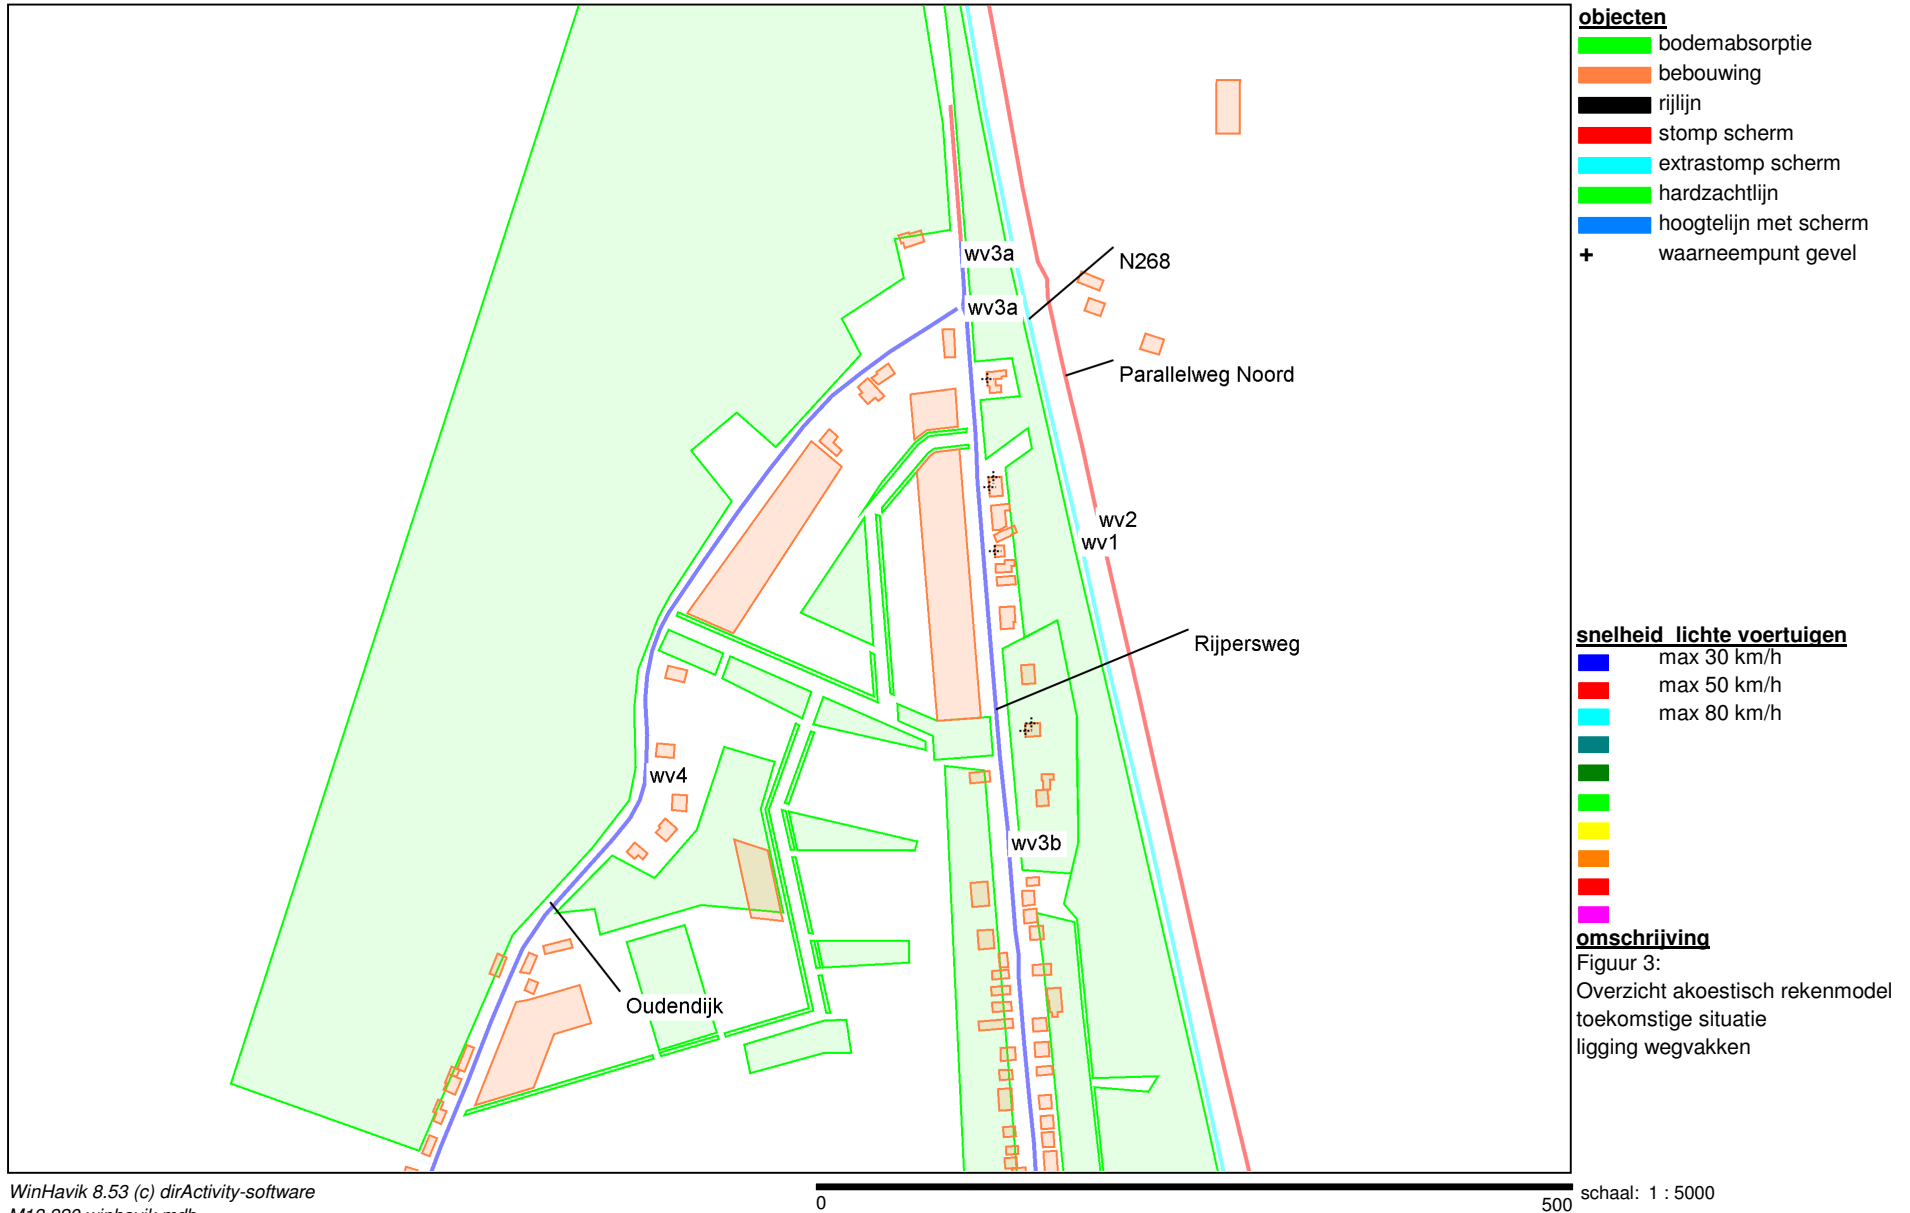 objecten
bodemabsorptie
bebouwing
rijlijn
stomp scherm
extrastomp scherm
hardzachtlijn
hoogtelijn met scherm
waarneempunt gevel
wv3a
N268
wv3a
Parallelweg Noord
wv2
wv1
Rijpersweg
wv4
wv3b
Oudendijk
snelheid lichte voertuigen
max 30 km/h
max 50 km/h
max 80 km/h
omschrijving
Figuur 3:
Overzicht akoestisch rekenmodel
toekomstige situatie
ligging wegvakken
WinHavik 8.53 (c) dirActivity-software
0
500
schaal: 1 : 5000